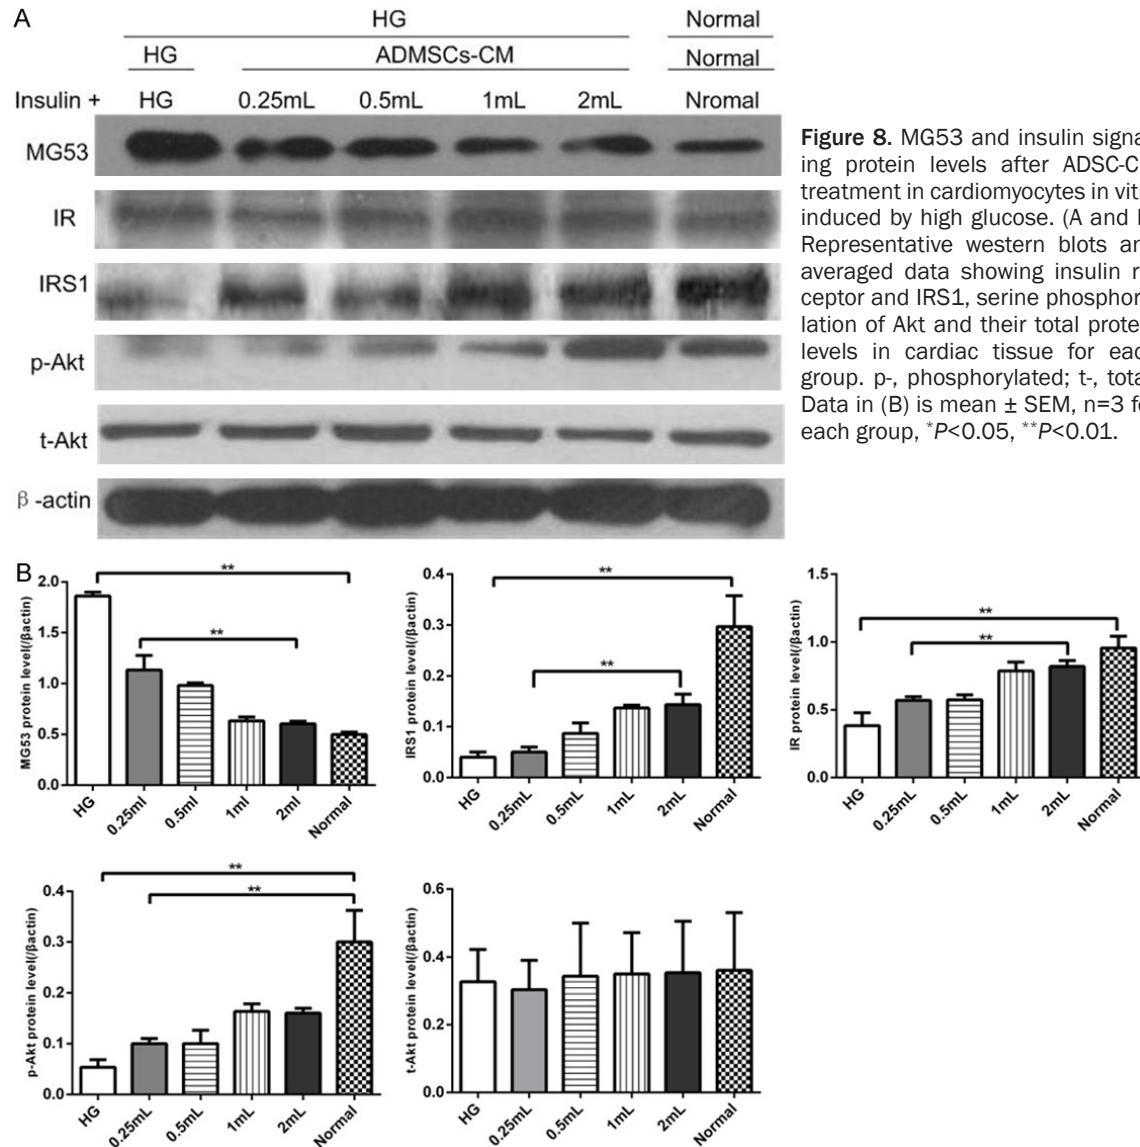 A
HG
Normal
HG
ADMSCs-CM
Normal
Insulin +
HG
0.25mL
0.5mL
1mL
2mL
Nromal
MG53
IR
IRS1
p-Akt
t-Akt
β-actin
Figure 8. MG53 and insulin signa
ing protein levels after ADSC-C
treatment in cardiomyocytes in vit
induced by high glucose. (A and
Representative western blots an
averaged data showing insulin r
ceptor and IRS1, serine phosphor
lation of Akt and their total prote
levels in cardiac tissue for eac
group. p-, phosphorylated; t-, tota
Data in (B) is mean ± SEM, n=3 f
each group, *P<0.05, **P<0.01.
B
MG53 protein level(/βactin)
2.0
1.5
1.0
0.5
0.0
**
**
HG
0.25ml
0.5ml
1ml
2ml
Normal
IRS1 protein level(/βactin)
0.4
0.3
0.2
0.1
0.0
**
**
HG
0.25mL
0.5mL
1mL
2mL
Normal
IR protein level(/βactin)
1.5
1.0
0.5
0.0
**
**
HG
0.25mL
0.5mL
1mL
2mL
Normal
p-Akt protein level(/βactin)
0.4
0.3
0.2
0.1
0.0
**
**
HG
0.25mL
0.5mL
1mL
2mL
Normal
t-Akt protein level(/βactin)
0.6
0.4
0.2
0.0
HG
0.25mL
0.5mL
1mL
2mL
Normal